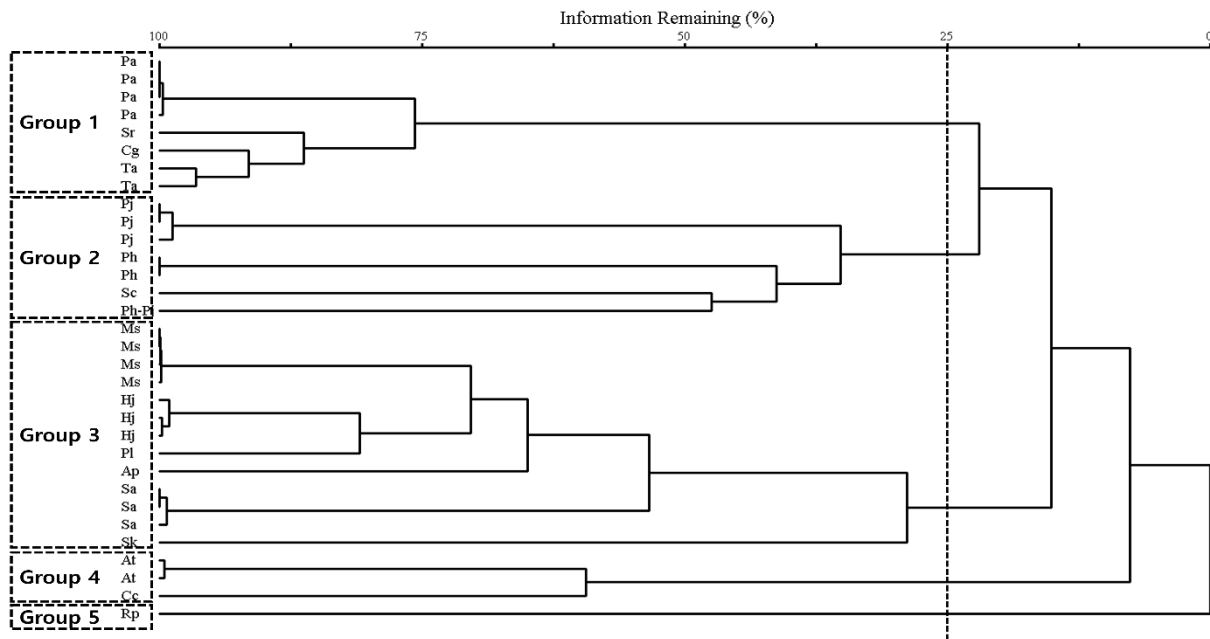 Information Remaining (%)
100 75 50 25 0
Group 1
Pa
Pa
Pa
Pa
Sr
Cg
Ta
Ta
Group 2
Pj
Pj
Pj
Ph
Ph
Sc
Group 3
Ms
Ms
Ms
Ms
Hj
Hj
Hj
Pl
Ap
Sa
Sa
Sa
Sk
Group 4
At
At
Cc
Group 5
Rp